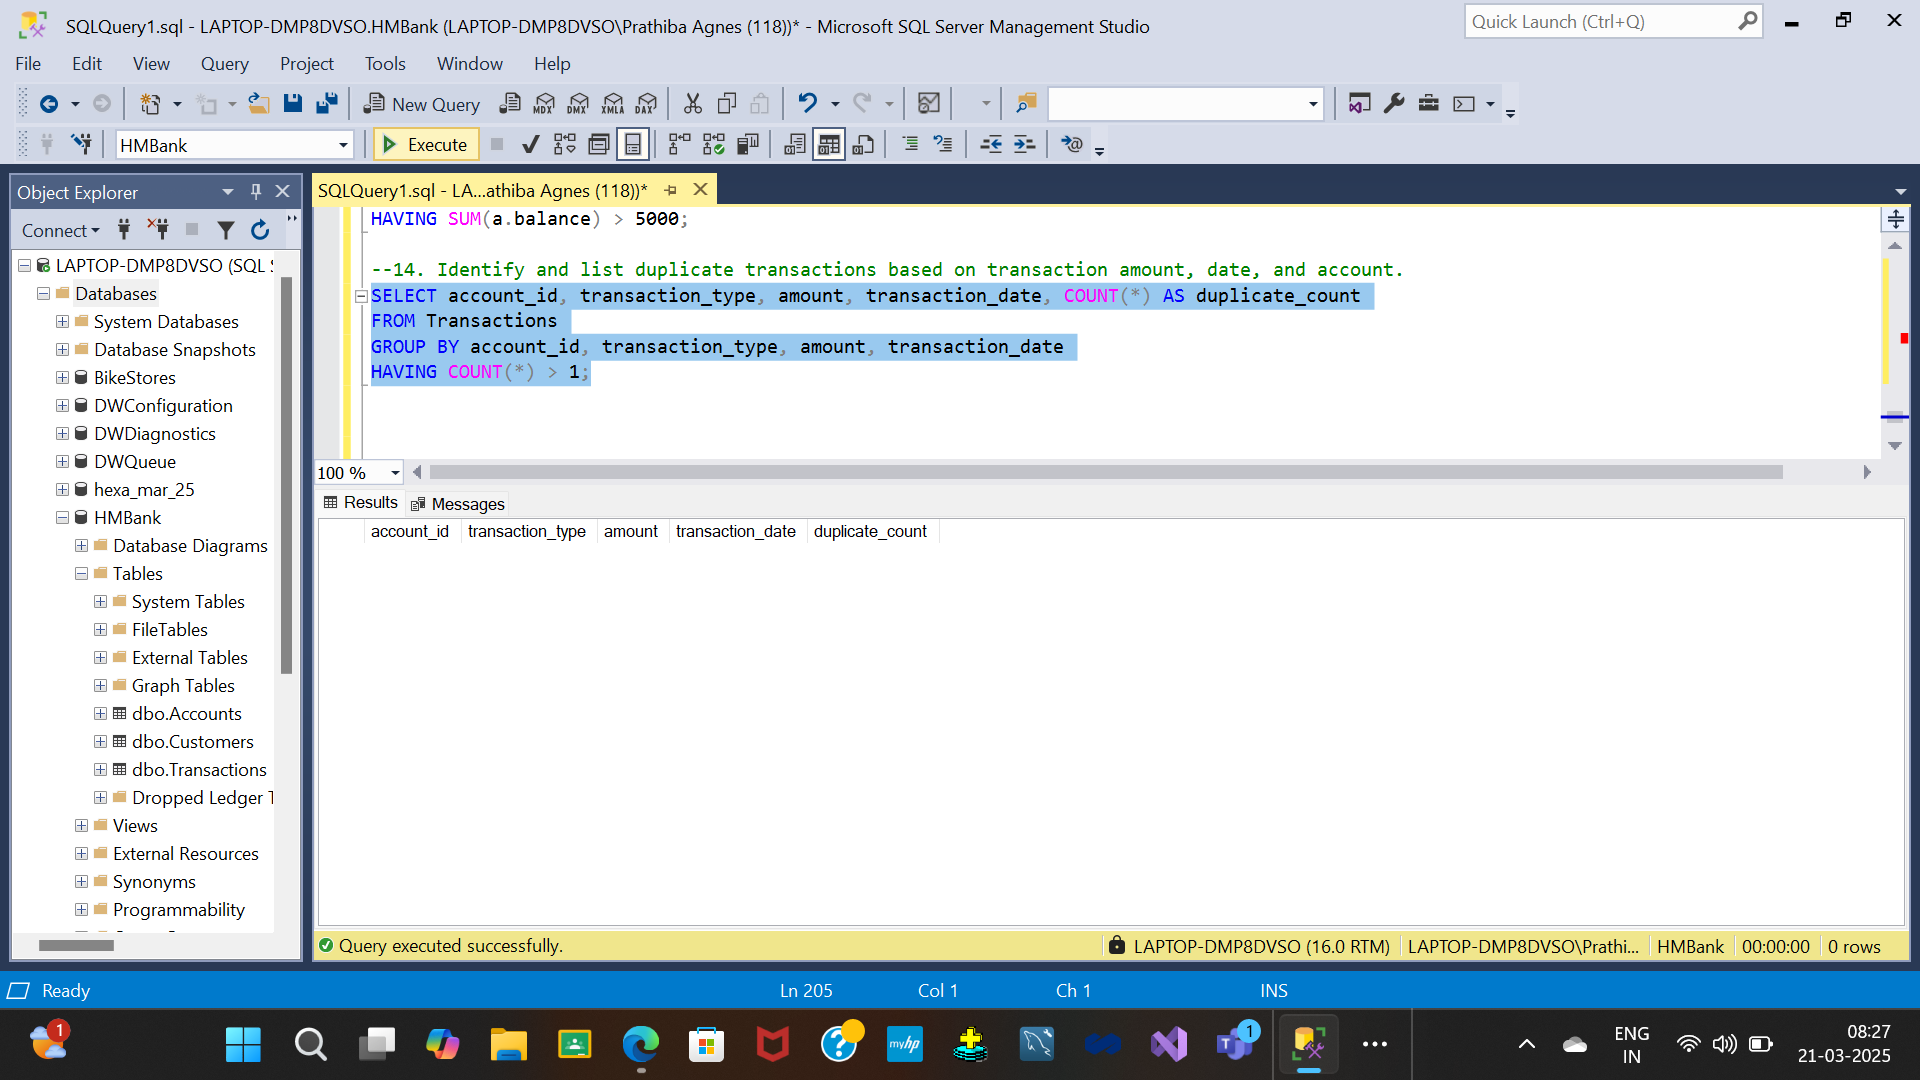 SQLQuery1.sql - LAPTOP-DMP8DVSO.HMBank (LAPTOP-DMP8DVSO\Prathiba Agnes (118))* - Microsoft SQL Server Management Studio
Quick Launch (Ctrl+Q)
File Edit View Query Project Tools Window Help
New Query
MDX DMX XMLA DAX
HMBank
Execute
Object Explorer
Connect
LAPTOP-DMP8DVSO (SQL S
Databases
System Databases
Database Snapshots
BikeStores
DWConfiguration
DWDiagnostics
DWQueue
hexa_mar_25
HMBank
Database Diagrams
Tables
System Tables
FileTables
External Tables
Graph Tables
dbo.Accounts
dbo.Customers
dbo.Transactions
Dropped Ledger T
Views
External Resources
Synonyms
Programmability
SQLQuery1.sql - LA...athiba Agnes (118))*
HAVING SUM(a.balance) > 5000;
--14. Identify and list duplicate transactions based on transaction amount, date, and account.
SELECT account_id, transaction_type, amount, transaction_date, COUNT(*) AS duplicate_count
FROM Transactions
GROUP BY account_id, transaction_type, amount, transaction_date
HAVING COUNT(*) > 1;
100 %
Results Messages
account_id transaction_type amount transaction_date duplicate_count
Query executed successfully.
LAPTOP-DMP8DVSO (16.0 RTM) LAPTOP-DMP8DVSO\Prathi... HMBank 00:00:00 0 rows
Ready
Ln 205 Col 1 Ch 1 INS
1
myhp
T
1
ENG
IN
08:27
21-03-2025